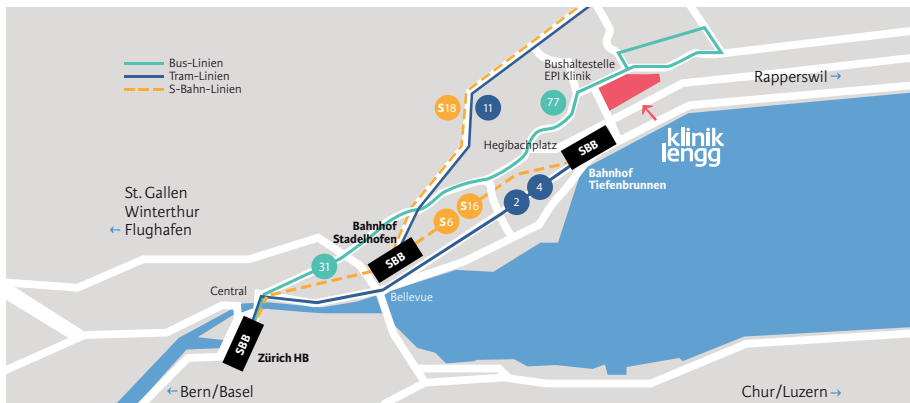 Bus-Linien
Tram-Linien
S-Bahn-Linien
Bushaltestelle
EPI Klinik
Rapperswil →
S18
11
77
klinik
lengg
Hegibachplatz
SBB
Bahnhof
Tiefenbrunnen
St. Gallen
Winterthur
← Flughafen
4
2
S16
S6
Bahnhof
Stadelhofen
SBB
31
Central
Bellevue
SBB
Zürich HB
← Bern/Basel
Chur/Luzern →